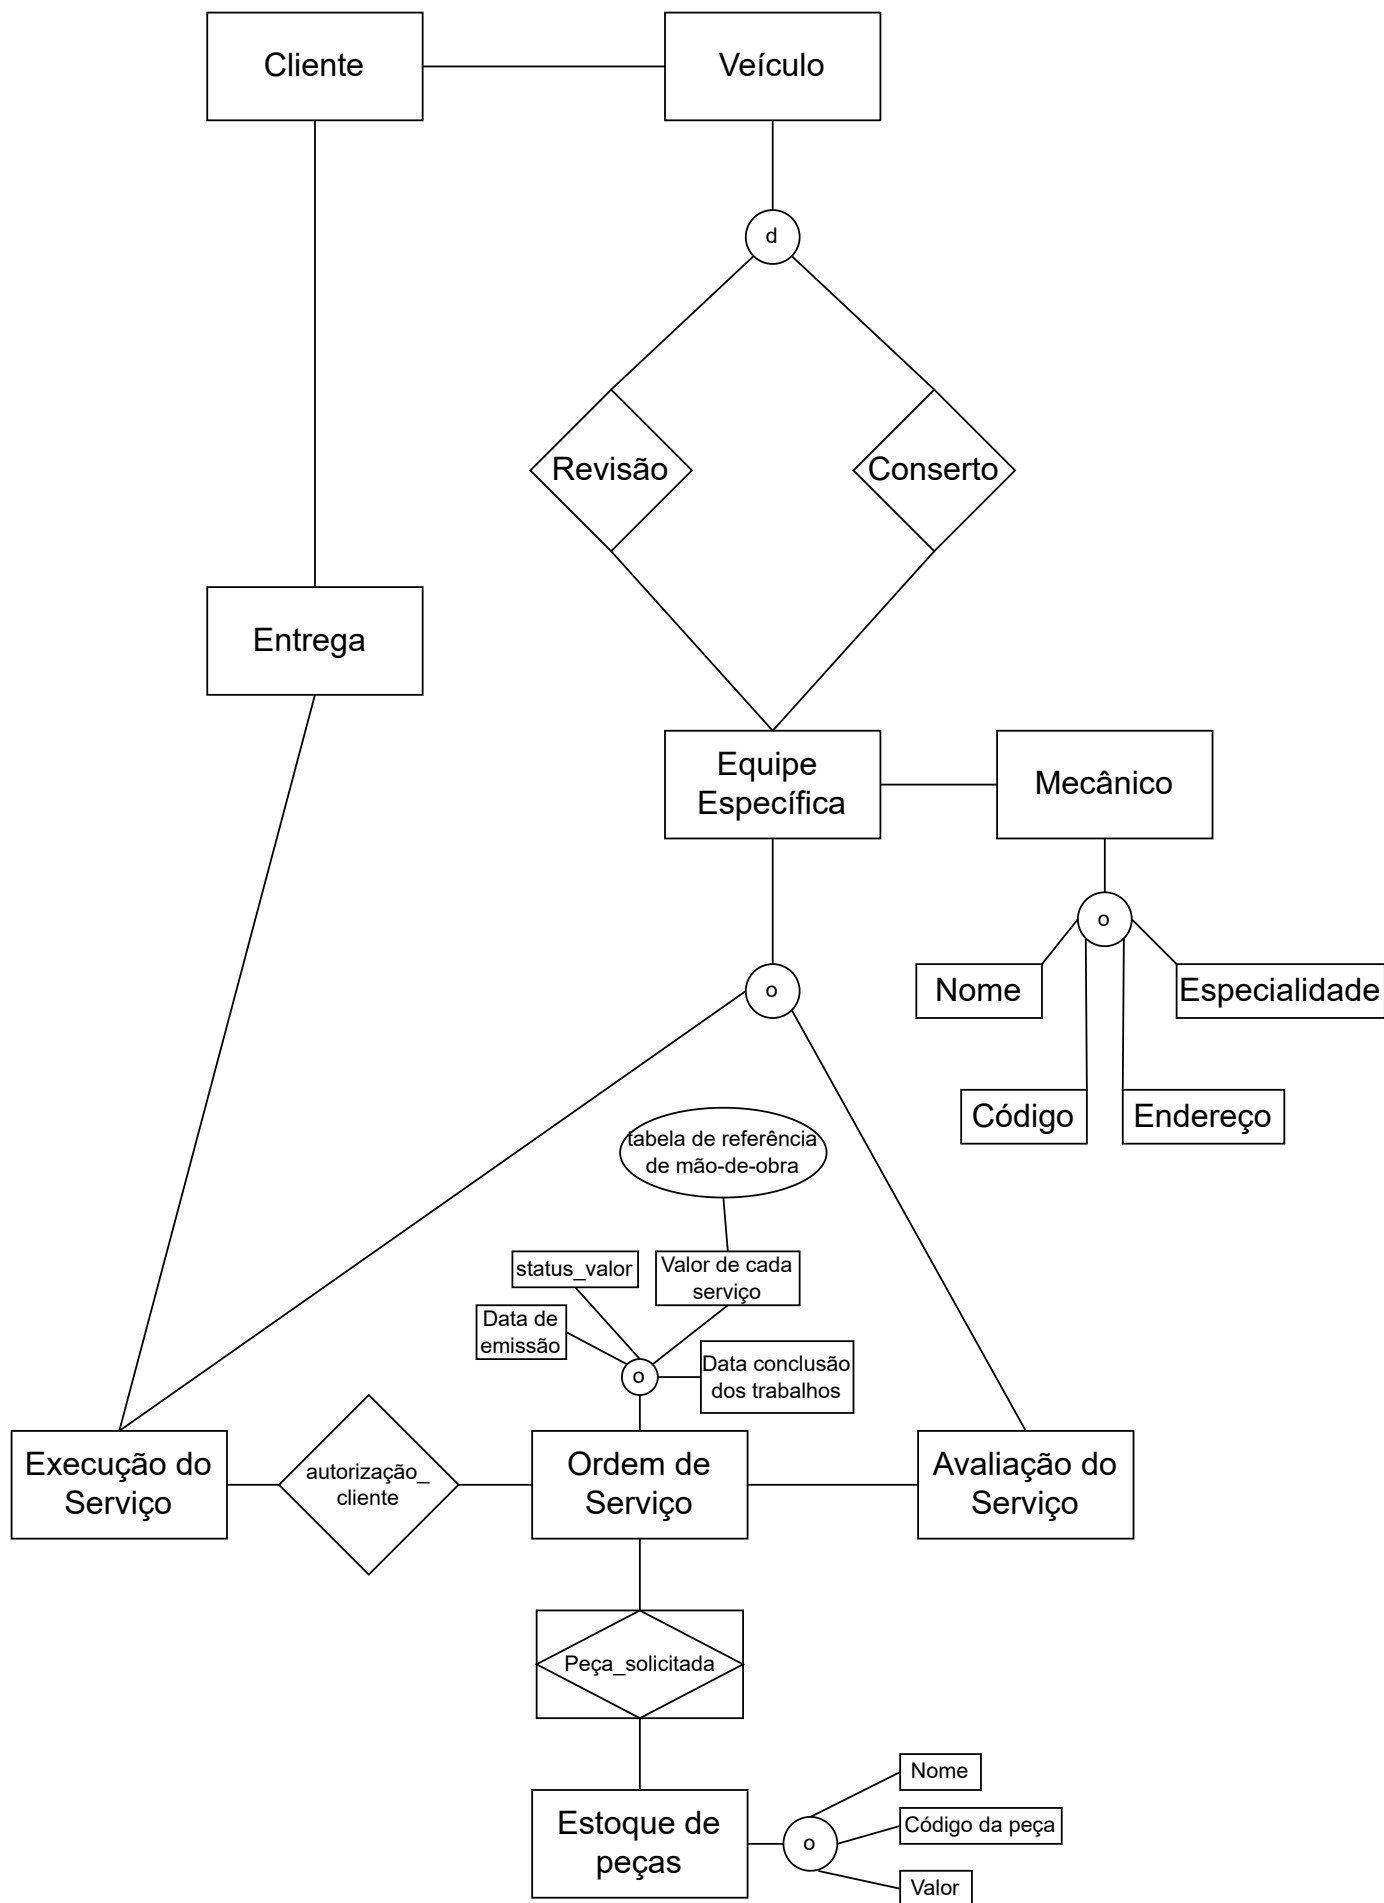 Cliente
Veículo
d
Revisão
Conserto
Entrega
Equipe
Específica
Mecânico
o
Nome
Especialidade
o
Código
Endereço
tabela de referência
de mão-de-obra
status_valor
Valor de cada
serviço
Data de
emissão
o
Data conclusão
dos trabalhos
Execução do
Serviço
autorização_
cliente
Ordem de
Serviço
Avaliação do
Serviço
Peça_solicitada
Estoque de
peças
o
Nome
Código da peça
Valor